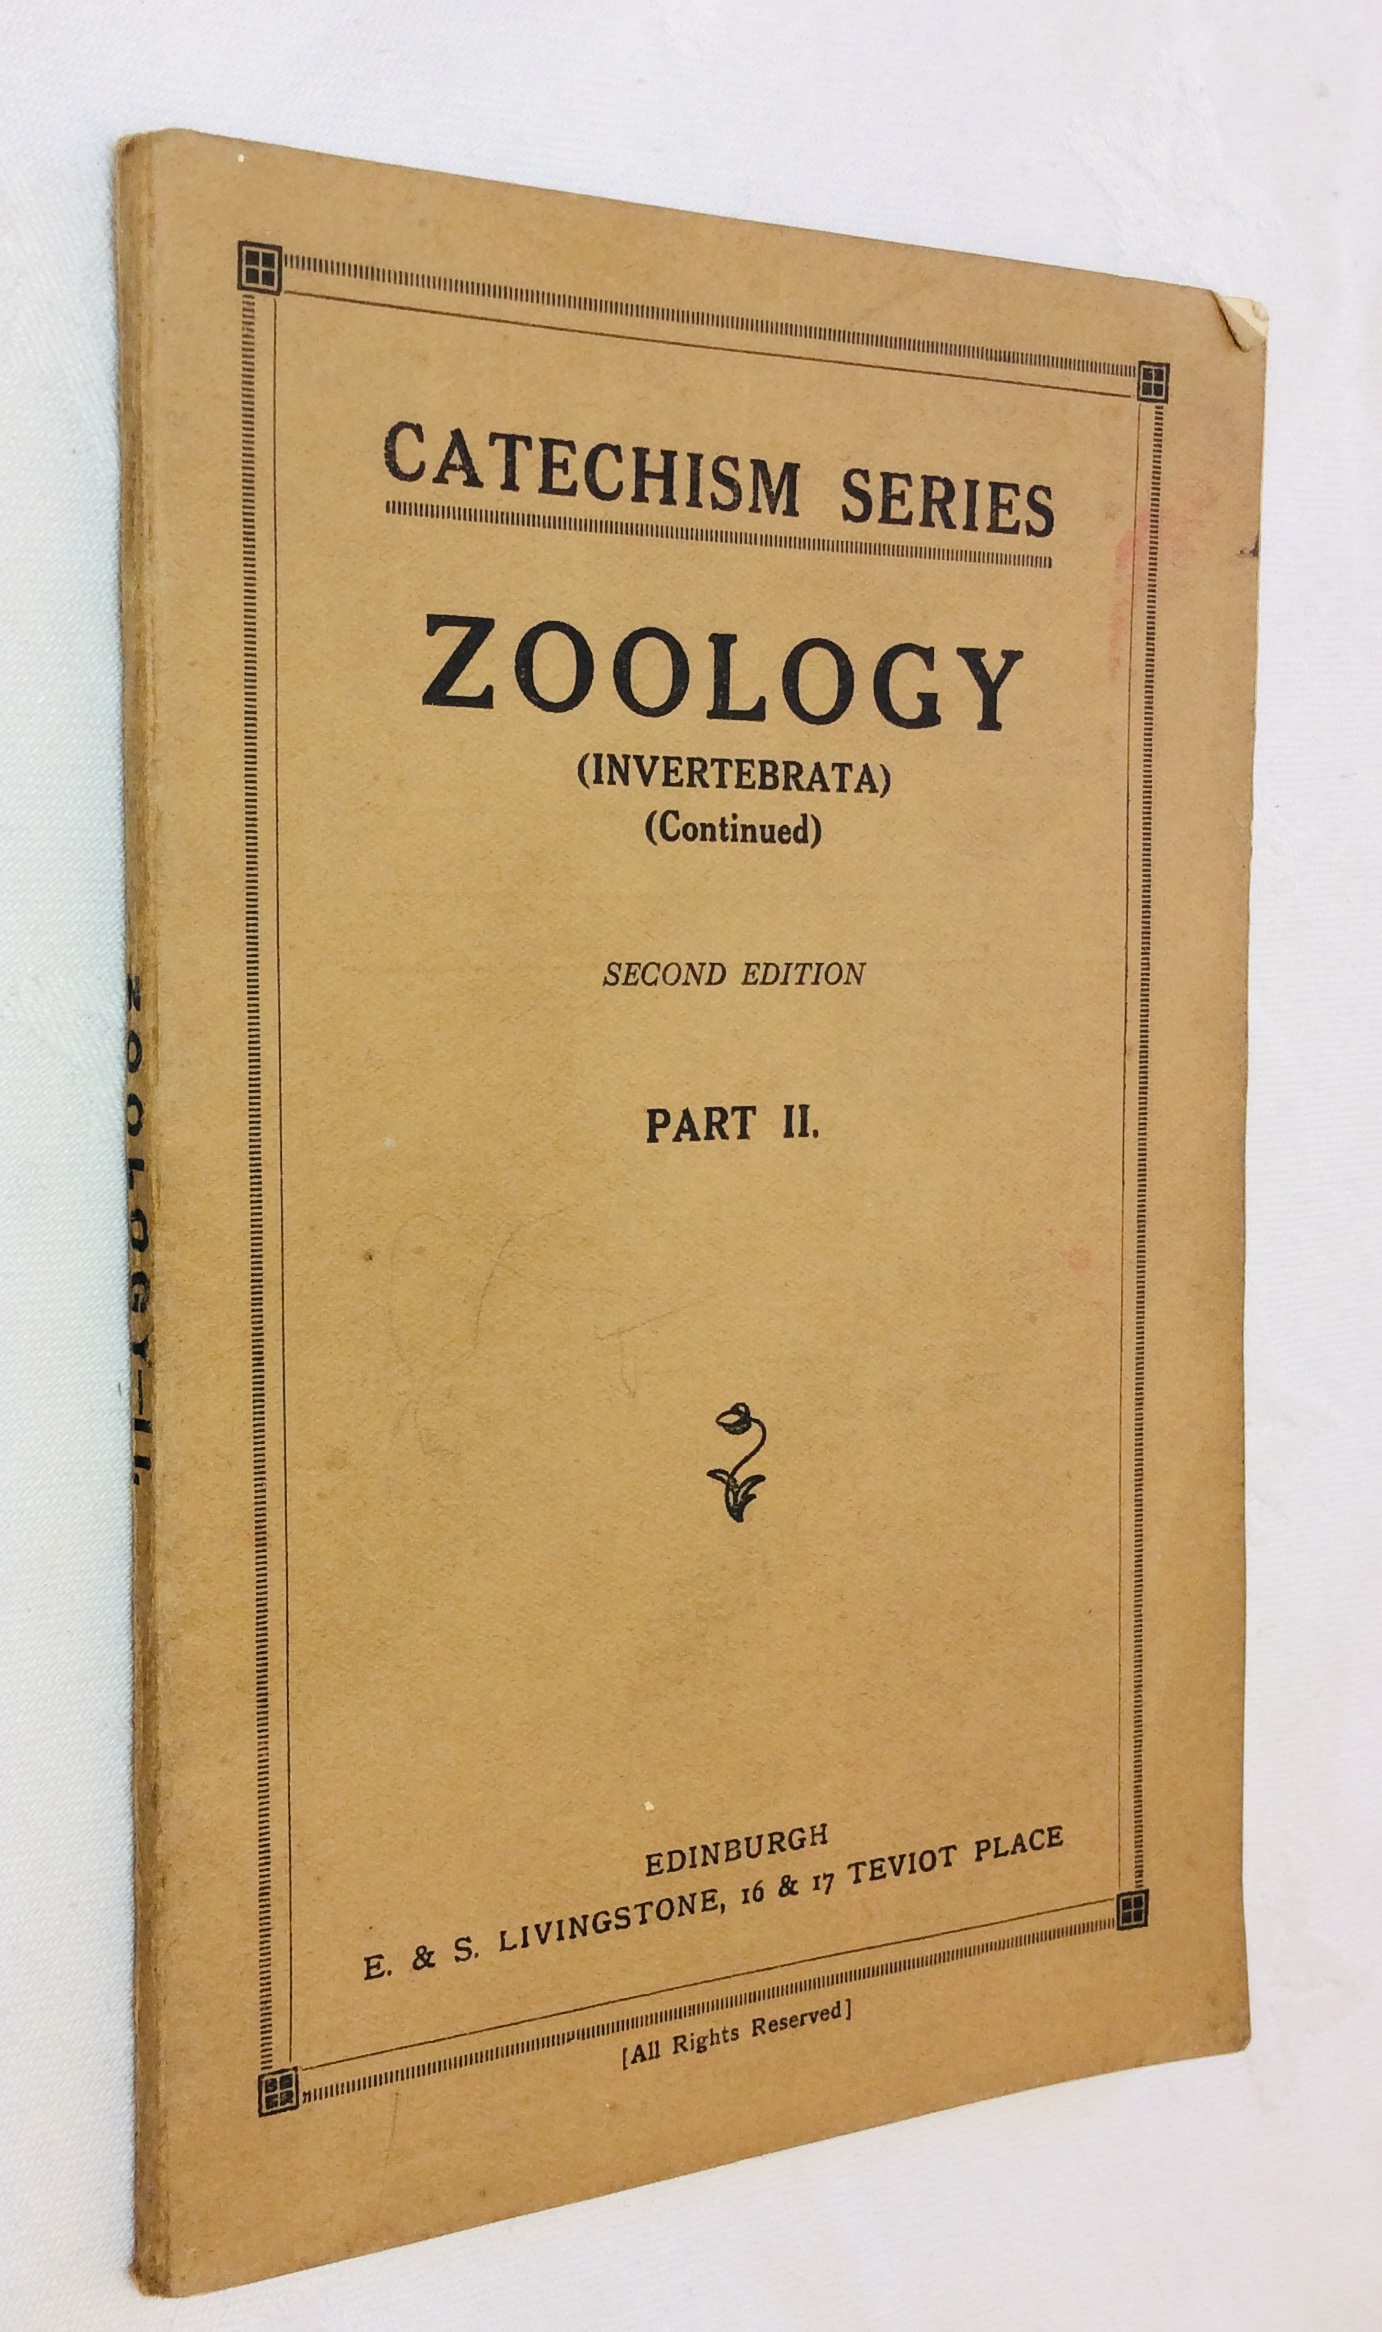 CATECHISM SERIES
ZOOLOGY
(INVERTEBRATA)
(Continued)
SECOND EDITION
PART II.
EDINBURGH
E. & S. LIVINGSTONE, 16 & 17 TEVIOT PLACE
[All Rights Reserved]
ZOOLOGY—II.